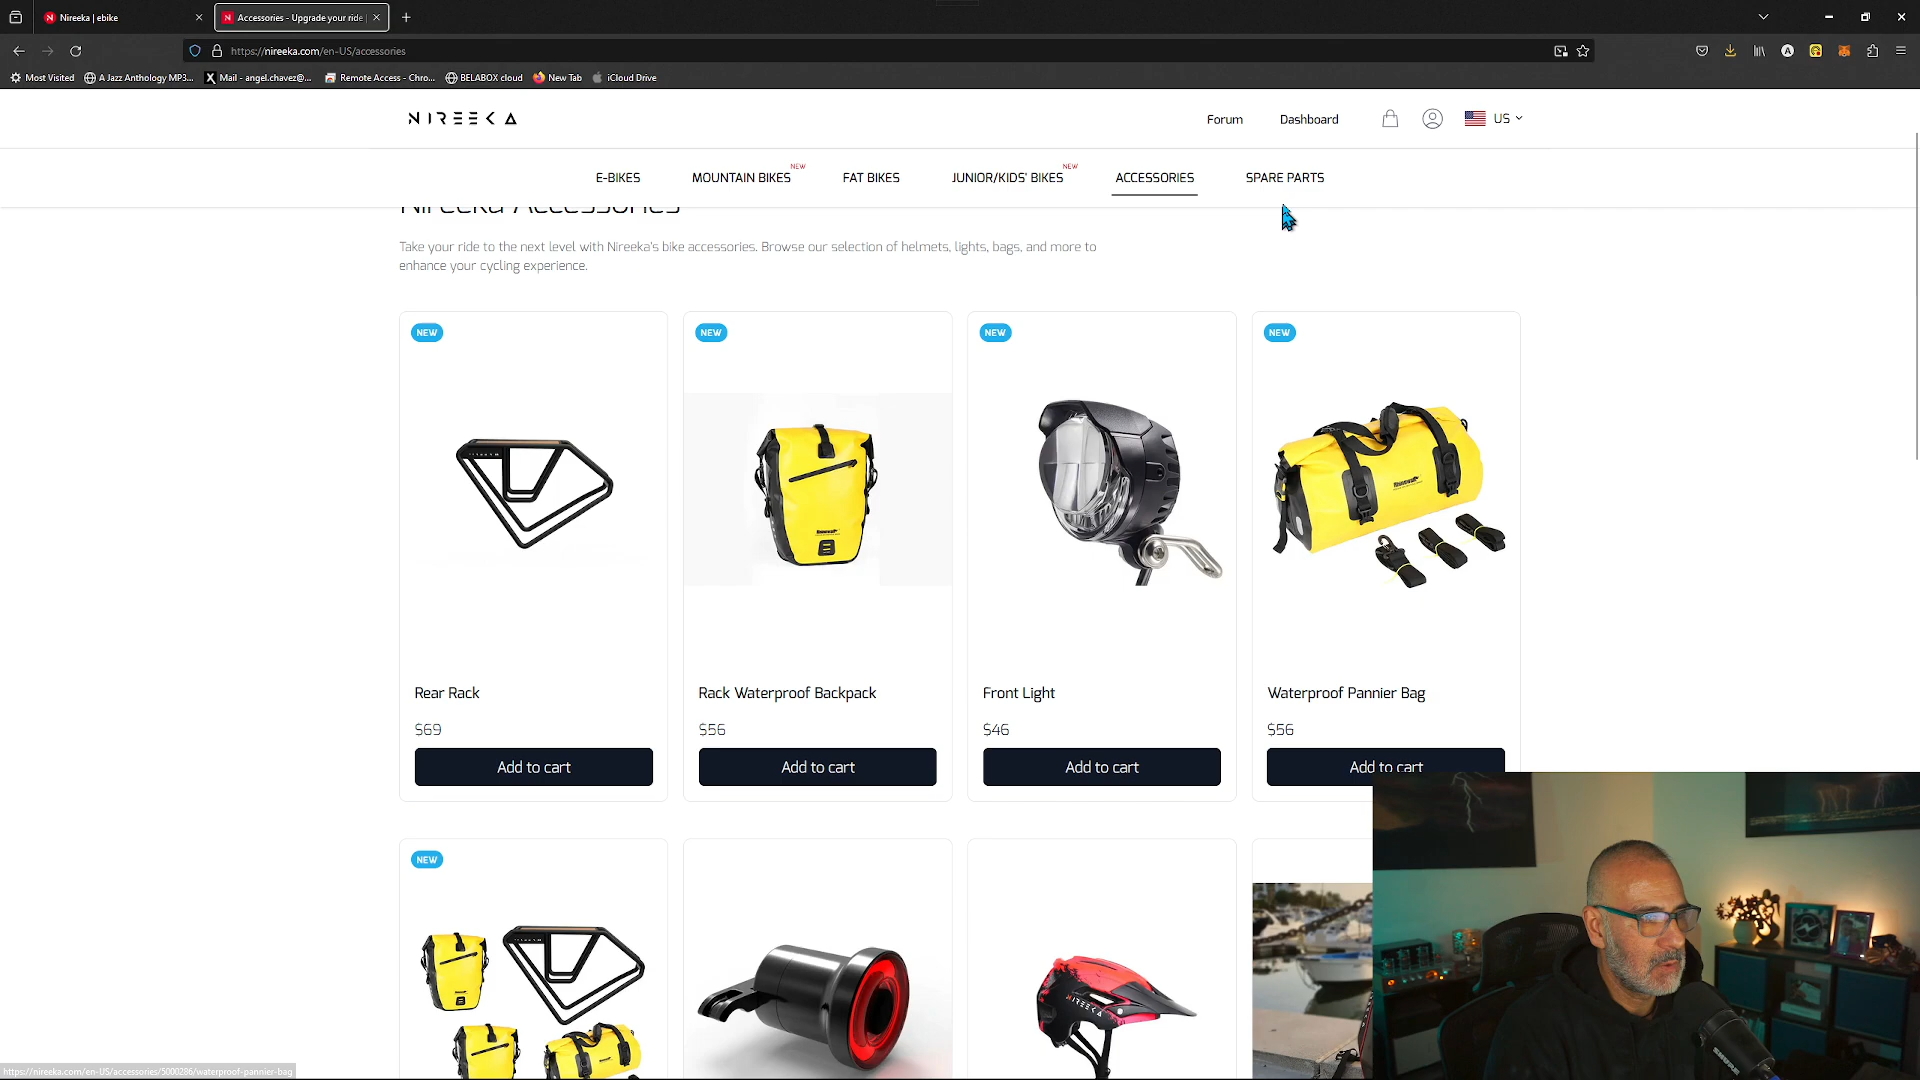 Nireeka | ebike
Accessories - Upgrade your ride
https://nireeka.com/en-US/accessories
Most Visited
A Jazz Anthology MP3...
Mail - angel.chavez@...
Remote Access - Chro...
BELABOX cloud
New Tab
iCloud Drive
NIREEKA
Forum
Dashboard
US
E-BIKES
MOUNTAIN BIKES NEW
FAT BIKES
JUNIOR/KIDS' BIKES NEW
ACCESSORIES
SPARE PARTS
Nireeka Accessories
Take your ride to the next level with Nireeka's bike accessories. Browse our selection of helmets, lights, bags, and more to
enhance your cycling experience.
NEW
NEW
NEW
NEW
Rear Rack
Rack Waterproof Backpack
Front Light
Waterproof Pannier Bag
$69
$56
$46
$56
Add to cart
Add to cart
Add to cart
Add to cart
NEW
NIREEKA
SHURE
https://nireeka.com/en-US/accessories/5000286/waterproof-pannier-bag